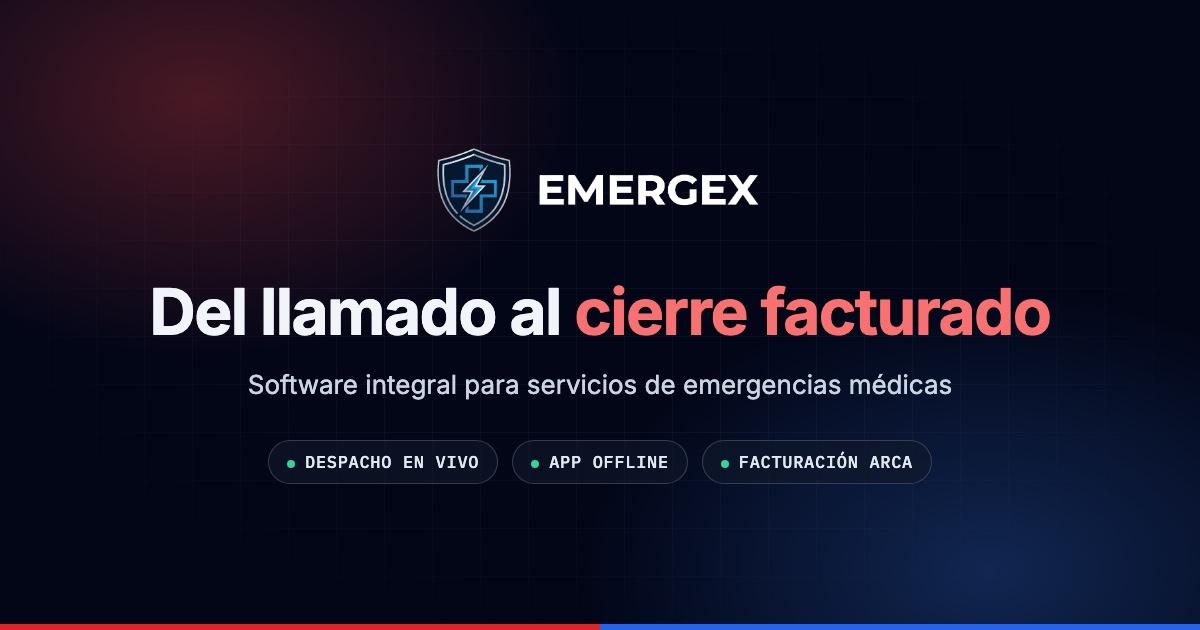 EMERGEX
Del llamado al cierre facturado
Software integral para servicios de emergencias médicas
DESPACHO EN VIVO
APP OFFLINE
FACTURACIÓN ARCA